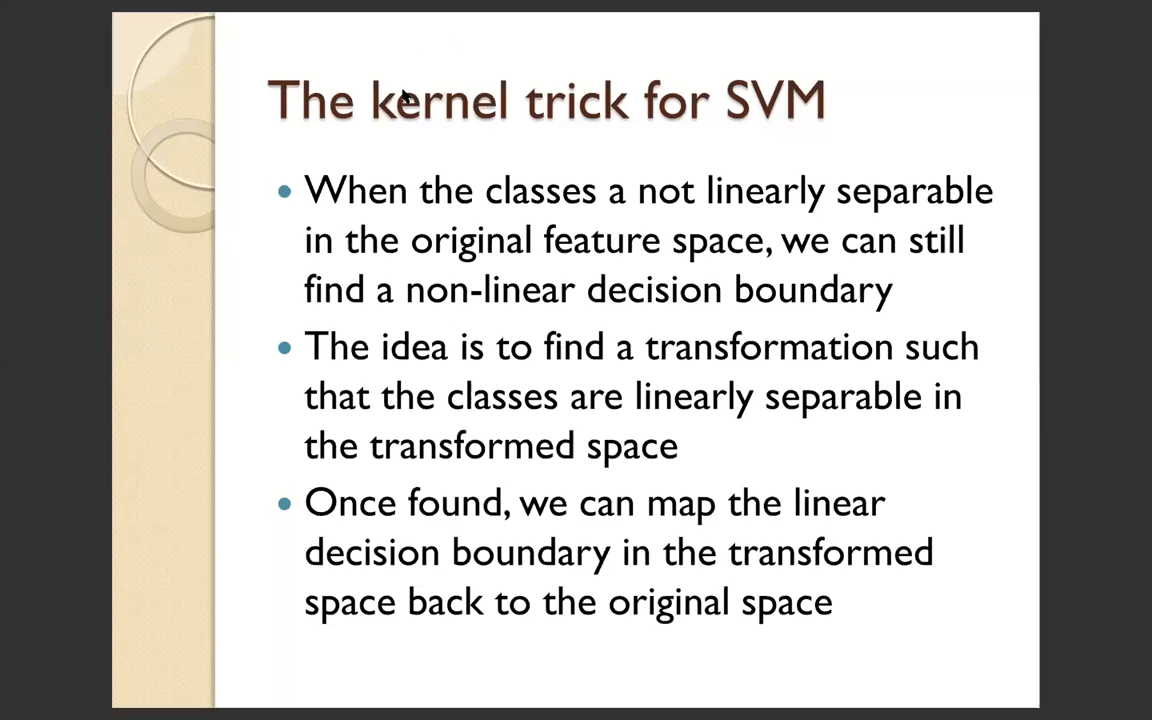 The kernel trick for SVM
When the classes a not linearly separable
in the original feature space, we can still
find a non-linear decision boundary
The idea is to find a transformation such
that the classes are linearly separable in
the transformed space
Once found, we can map the linear
decision boundary in the transformed
space back to the original space